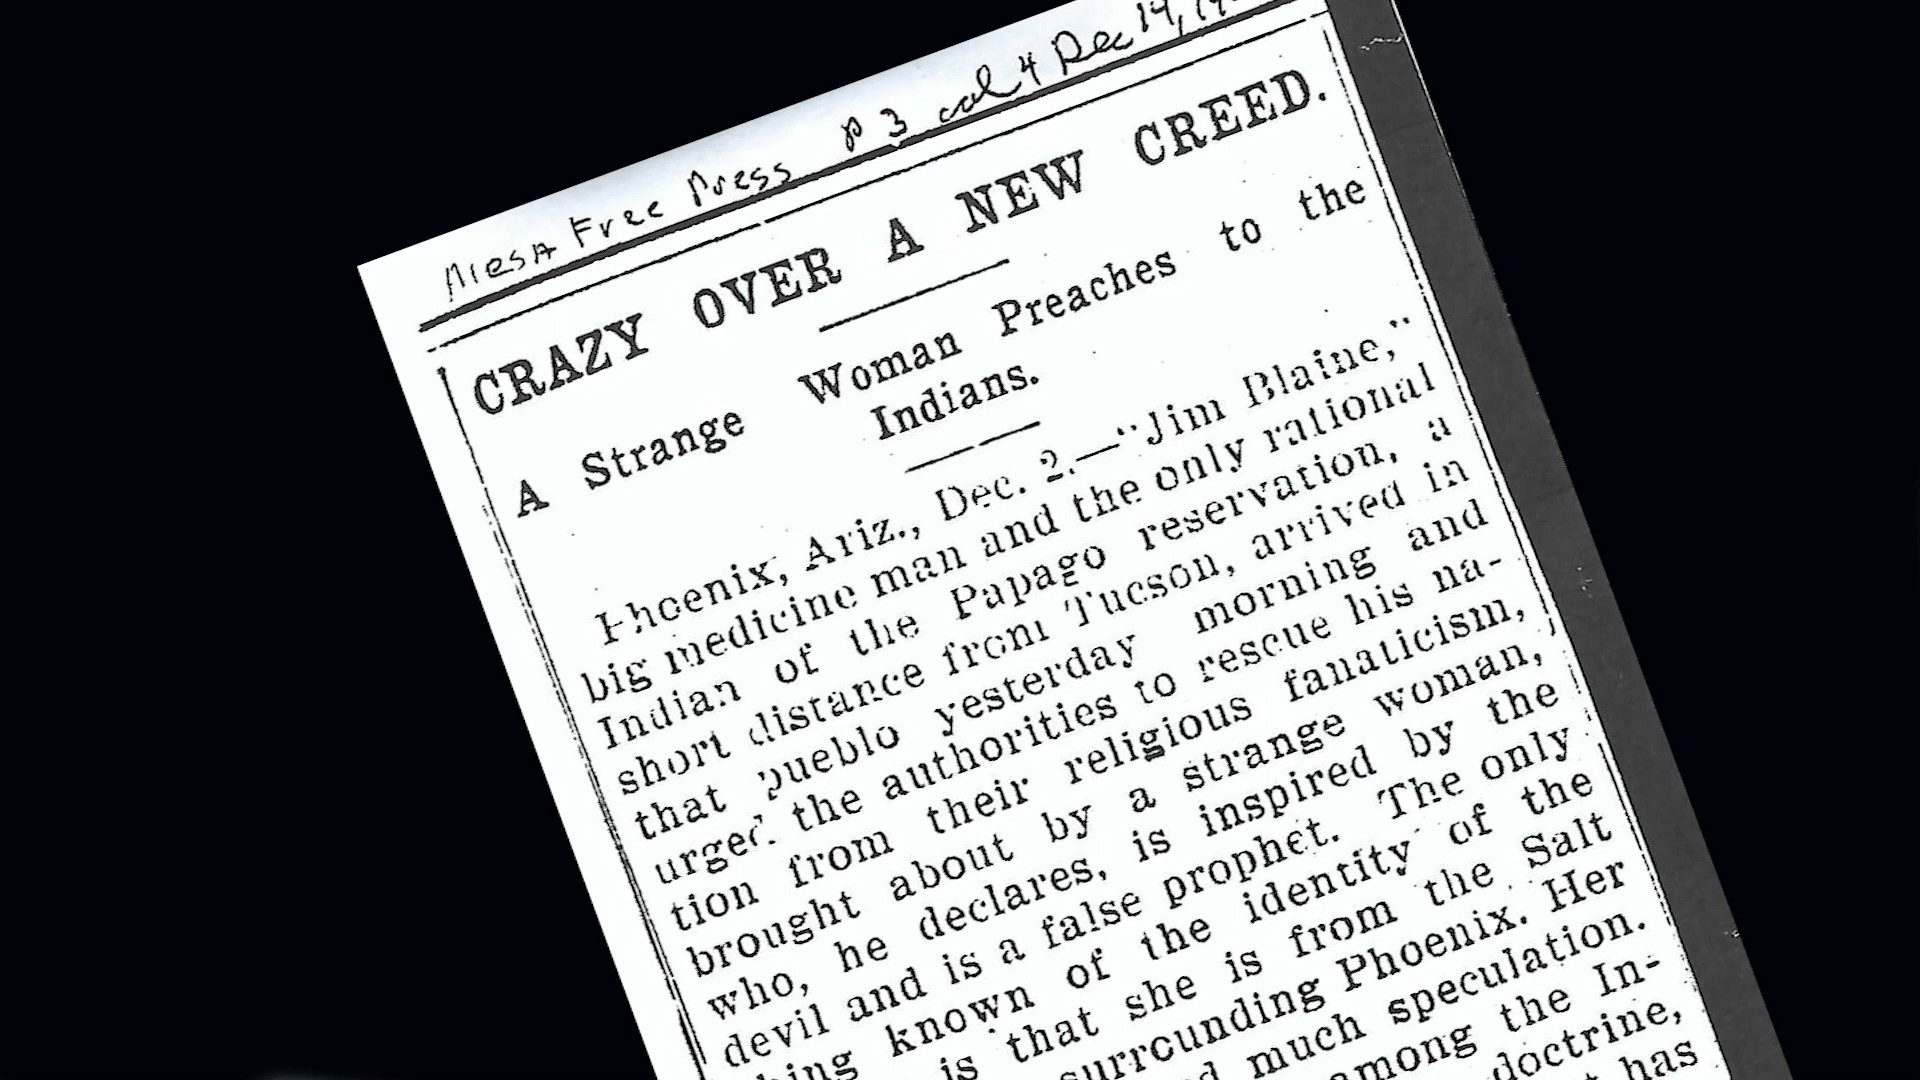 Mesa Free Press p 3 col 4 Dec 14,
CRAZY OVER A NEW CREED.
A Strange Woman Preaches to the
Indians.
Phoenix, Ariz., Dec. 2.—"Jim Blaine,"
big medicine man and the only rational
Indian of the Papago reservation, a
short distance from Tucson, arrived in
that pueblo yesterday morning and
urged the authorities to rescue his na-
tion from their religious fanaticism,
brought about by a strange woman,
who, he declares, is inspired by the
devil and is a false prophet. The only
known of the identity of the
is that she is from the Salt
surrounding Phoenix. Her
much speculation.
among the In-
doctrine,
has